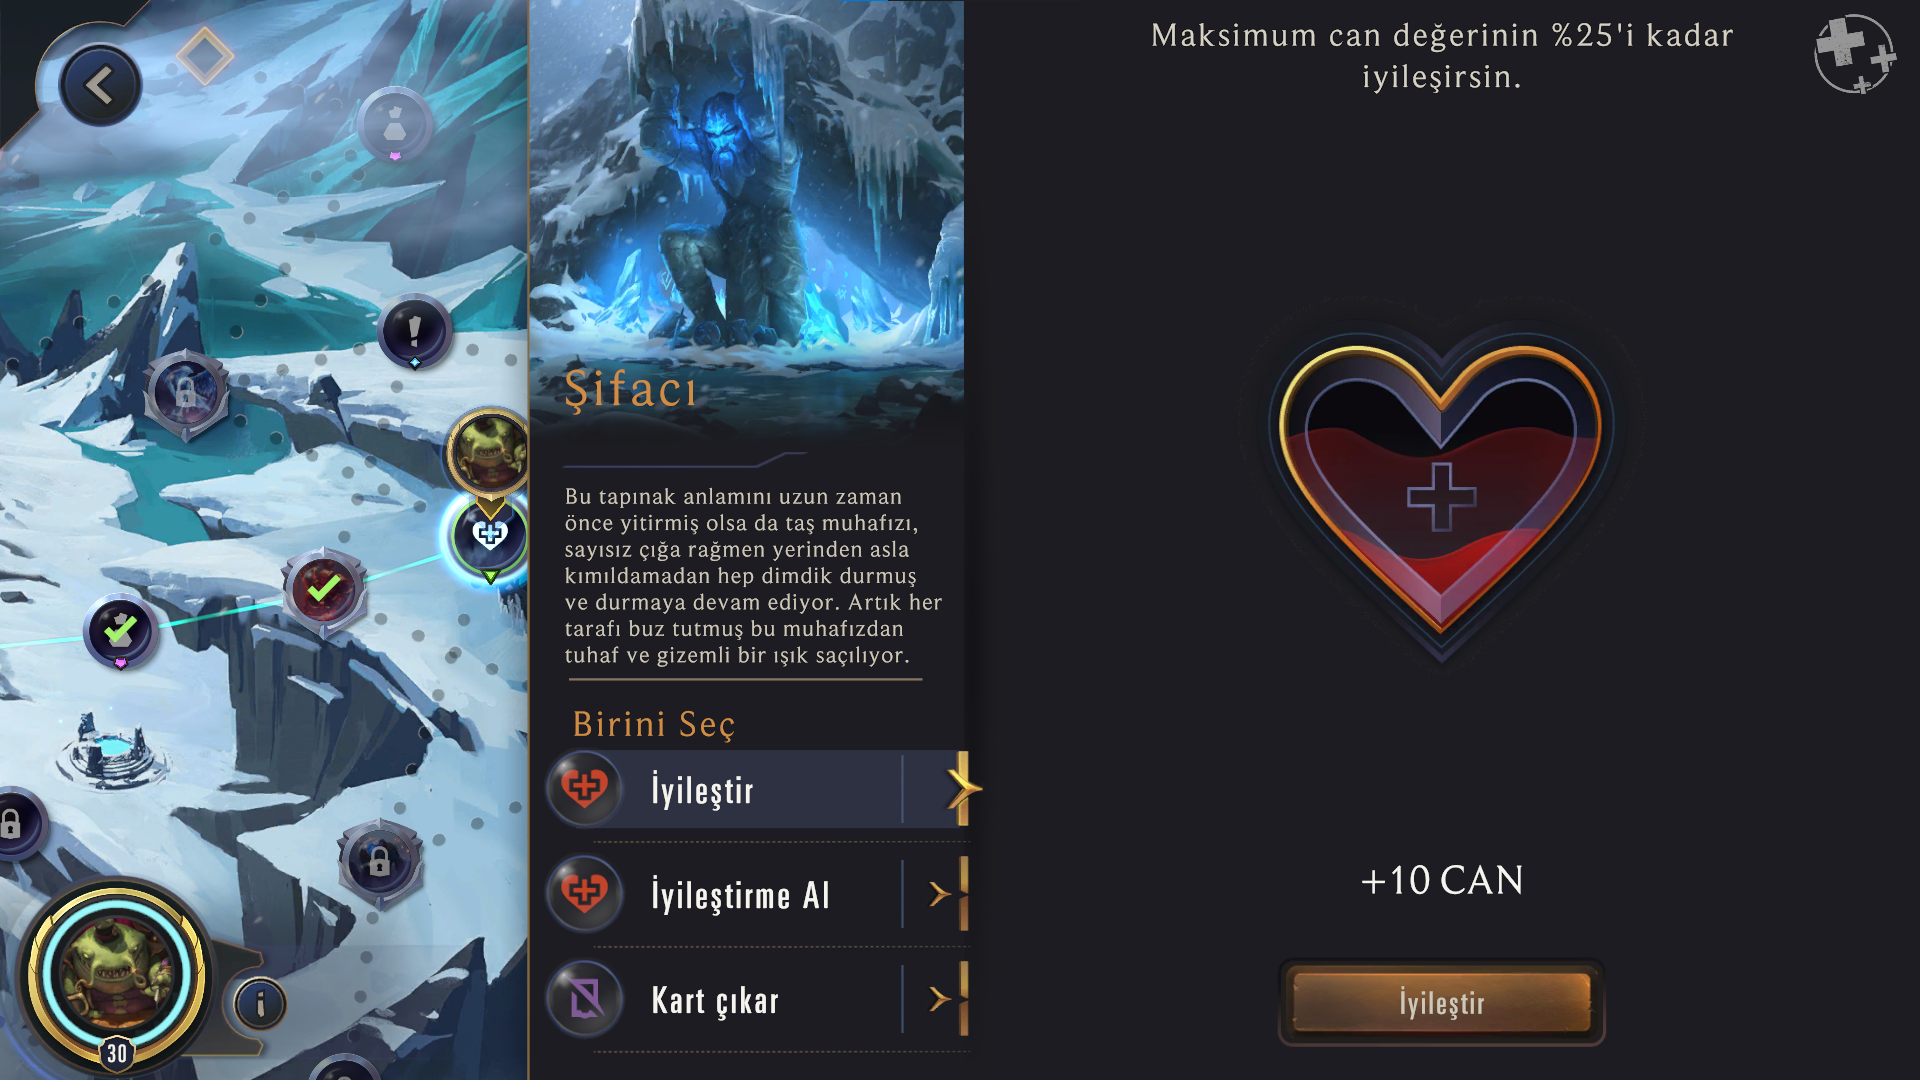 Maksimum can değerinin %25'i kadar
iyileşirsin.
Şifacı
Bu tapınak anlamını uzun zaman
önce yitirmiş olsa da taş muhafızı,
sayısız çığa rağmen yerinden asla
kımıldamadan hep dimdik durmuş
ve durmaya devam ediyor. Artık her
tarafı buz tutmuş bu muhafızdan
tuhaf ve gizemli bir ışık saçılıyor.
Birini Seç
İyileştir
İyileştirme Al
Kart çıkar
+10 CAN
İyileştir
30